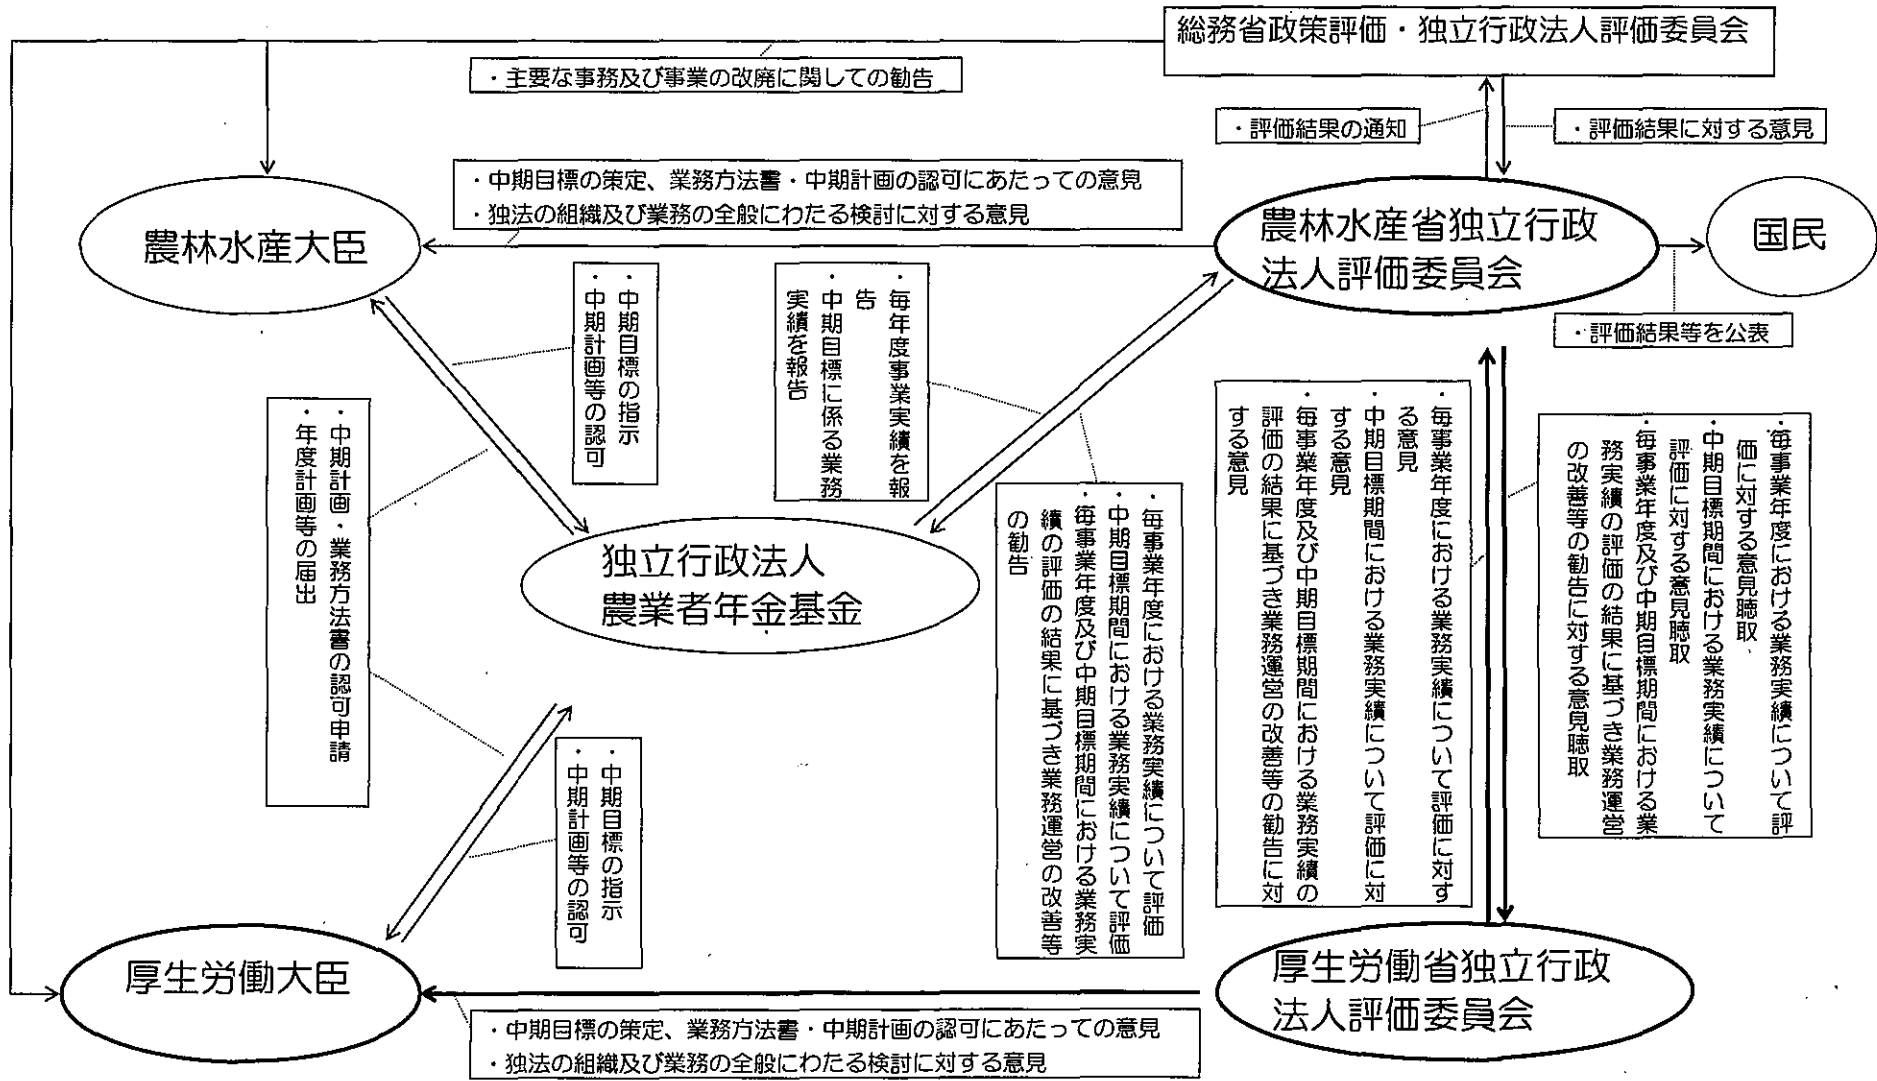 総務省政策評価・独立行政法人評価委員会
・主要な事務及び事業の改廃に関しての勧告
・評価結果の通知
・評価結果に対する意見
・中期目標の策定、業務方法書・中期計画の認可にあたっての意見
・独法の組織及び業務の全般にわたる検討に対する意見
農林水産大臣
農林水産省独立行政
法人評価委員会
国民
・評価結果等を公表
・中期目標の指示
・中期計画等の認可
・毎年度事業実績を報
告
・中期目標に係る業務
実績を報告
・中期計画・業務方法書の認可申請
・年度計画等の届出
独立行政法人
農業者年金基金
・毎事業年度における業務実績について評価
・中期目標期間における業務実績について評価
・毎事業年度及び中期目標期間における業務実
績の評価の結果に基づき業務運営の改善等
の勧告
・毎事業年度における業務実績について評価に対す
る意見
・中期目標期間における業務実績について評価に対
する意見
・毎事業年度及び中期目標期間における業務実績の
評価の結果に基づき業務運営の改善等の勧告に対
する意見
・毎事業年度における業務実績について評
価に対する意見聴取
・中期目標期間における業務実績について
評価に対する意見聴取
・毎事業年度及び中期目標期間における業
務実績の評価の結果に基づき業務運営
の改善等の勧告に対する意見聴取
・中期目標の指示
・中期計画等の認可
厚生労働大臣
厚生労働省独立行政
法人評価委員会
・中期目標の策定、業務方法書・中期計画の認可にあたっての意見
・独法の組織及び業務の全般にわたる検討に対する意見